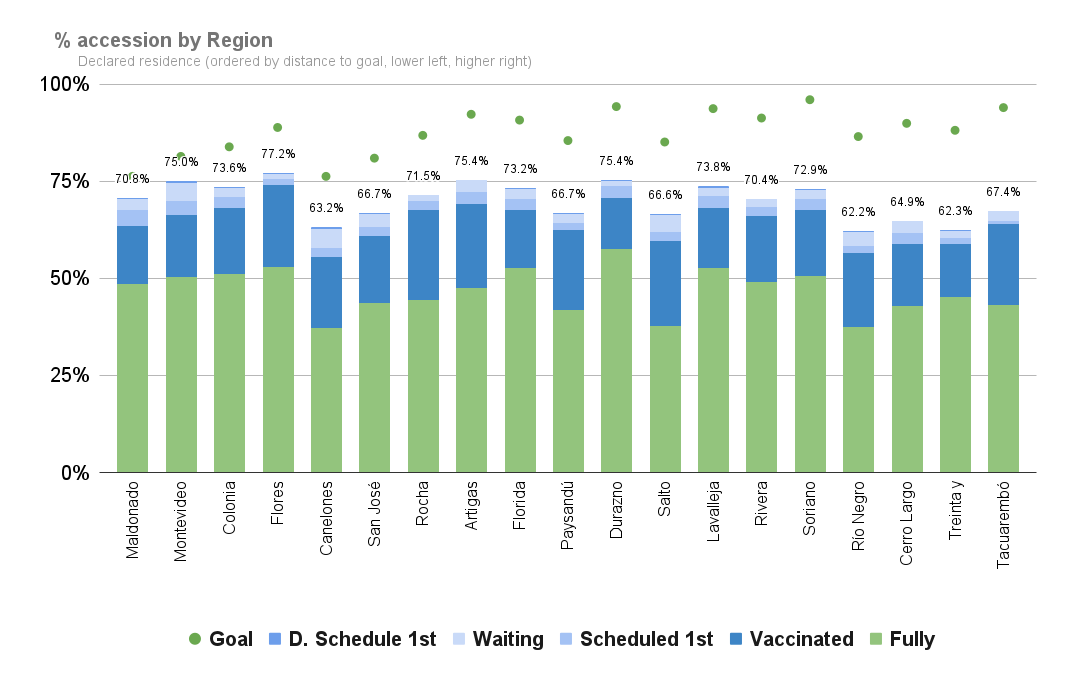 % accession by Region
Declared residence (ordered by distance to goal, lower left, higher right)
100%
75%
50%
25%
0%
70.8%
75.0%
73.6%
77.2%
63.2%
66.7%
71.5%
75.4%
73.2%
66.7%
75.4%
66.6%
73.8%
70.4%
72.9%
62.2%
64.9%
62.3%
67.4%
Maldonado
Montevideo
Colonia
Flores
Canelones
San José
Rocha
Artigas
Florida
Paysandú
Durazno
Salto
Lavalleja
Rivera
Soriano
Río Negro
Cerro Largo
Treinta y
Tacuarembó
Goal
D. Schedule 1st
Waiting
Scheduled 1st
Vaccinated
Fully